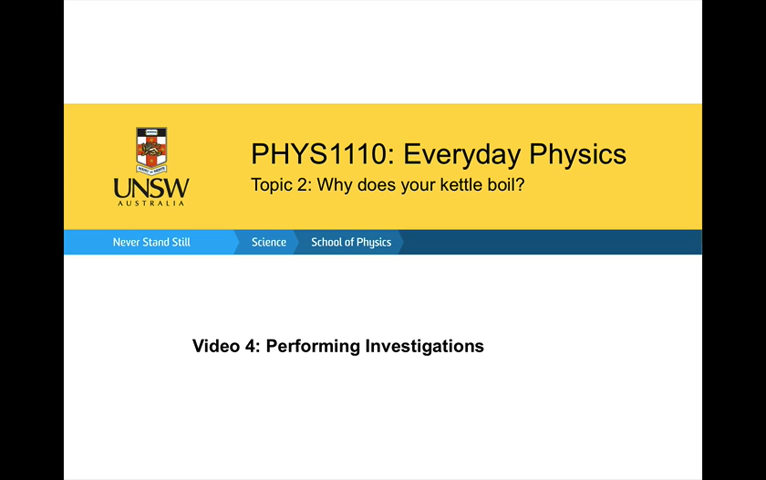 PHYS1110: Everyday Physics
Topic 2: Why does your kettle boil?
UNSW
AUSTRALIA
Never Stand Still
Science
School of Physics
Video 4: Performing Investigations